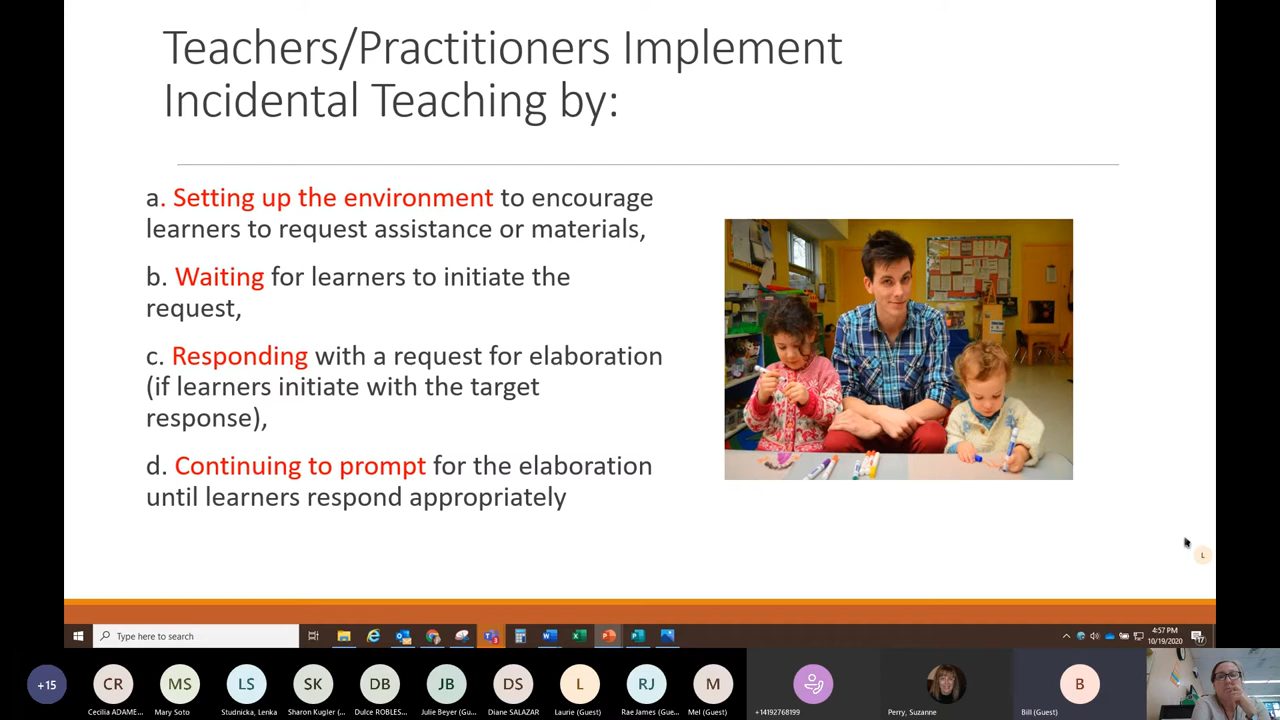 Teachers/Practitioners Implement
Incidental Teaching by:
a. Setting up the environment to encourage
learners to request assistance or materials,
b. Waiting for learners to initiate the
request,
c. Responding with a request for elaboration
(if learners initiate with the target
response),
d. Continuing to prompt for the elaboration
until learners respond appropriately
L
Type here to search
4:57 PM
10/19/2020
+15
CR
MS
LS
SK
DB
JB
DS
L
RJ
M
B
Cecilia ADAME...
Mary Soto
Studnicka, Lenka
Sharon Kugler (...
Dulce ROBLES...
Julie Beyer (Gu...
Diane SALAZAR
Laurie (Guest)
Rae James (Gue...
Mel (Guest)
+14192768199
Perry, Suzanne
Bill (Guest)